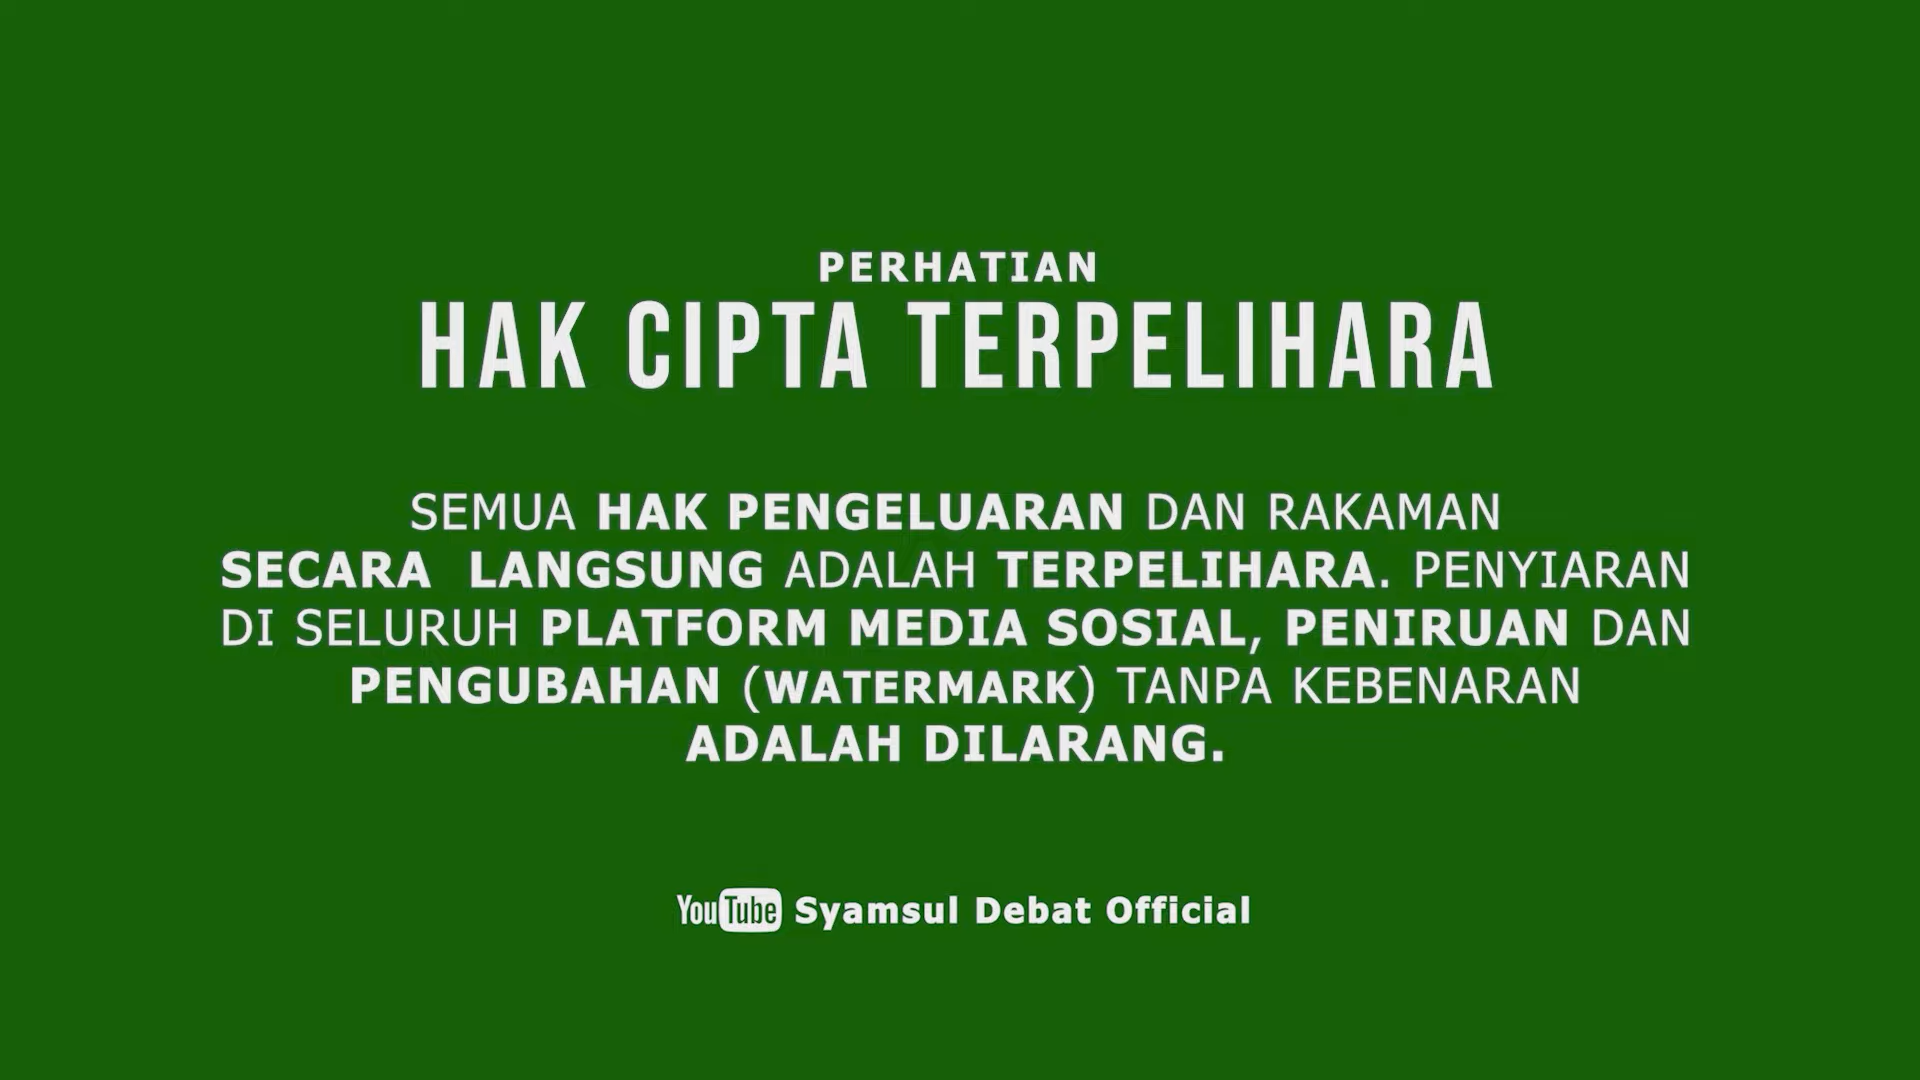 PERHATIAN
HAK CIPTA TERPELIHARA
SEMUA HAK PENGELUARAN DAN RAKAMAN
SECARA LANGSUNG ADALAH TERPELIHARA. PENYIARAN
DI SELURUH PLATFORM MEDIA SOSIAL, PENIRUAN DAN
PENGUBAHAN (WATERMARK) TANPA KEBENARAN
ADALAH DILARANG.
YouTube Syamsul Debat Official